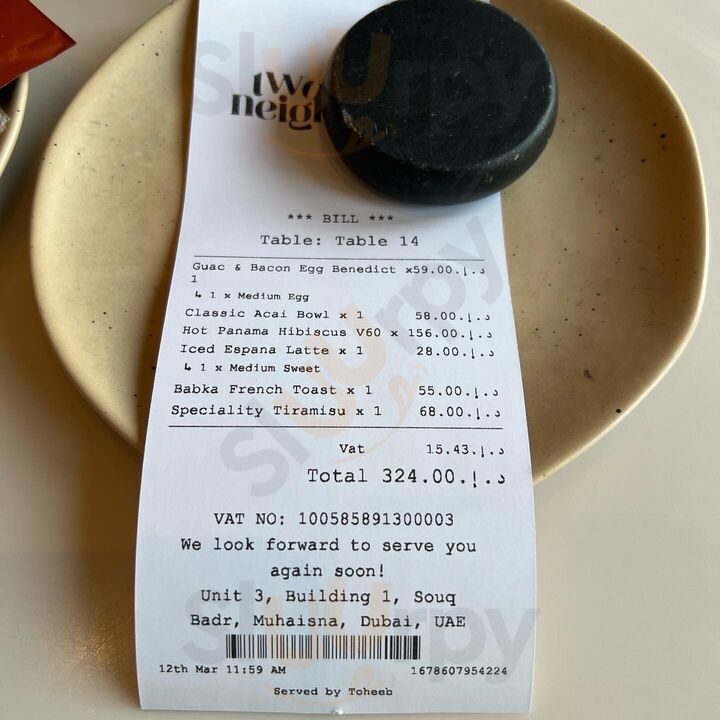 two
neigh
*** BILL ***
Table: Table 14
Guac & Bacon Egg Benedict x59.00.د.إ
1
↳ 1 x Medium Egg
Classic Acai Bowl x 1 58.00.د.إ
Hot Panama Hibiscus V60 x 156.00.د.إ
Iced Espana Latte x 1 28.00.د.إ
↳ 1 x Medium Sweet
Babka French Toast x 1 55.00.د.إ
Speciality Tiramisu x 1 68.00.د.إ
Vat 15.43.د.إ
Total 324.00.د.إ
VAT NO: 100585891300003
We look forward to serve you
again soon!
Unit 3, Building 1, Souq
Badr, Muhaisna, Dubai, UAE
12th Mar 11:59 AM 1678607954224
Served by Toheeb
Sluurpy
Sluurpy
Sluurpy
Sluurpy